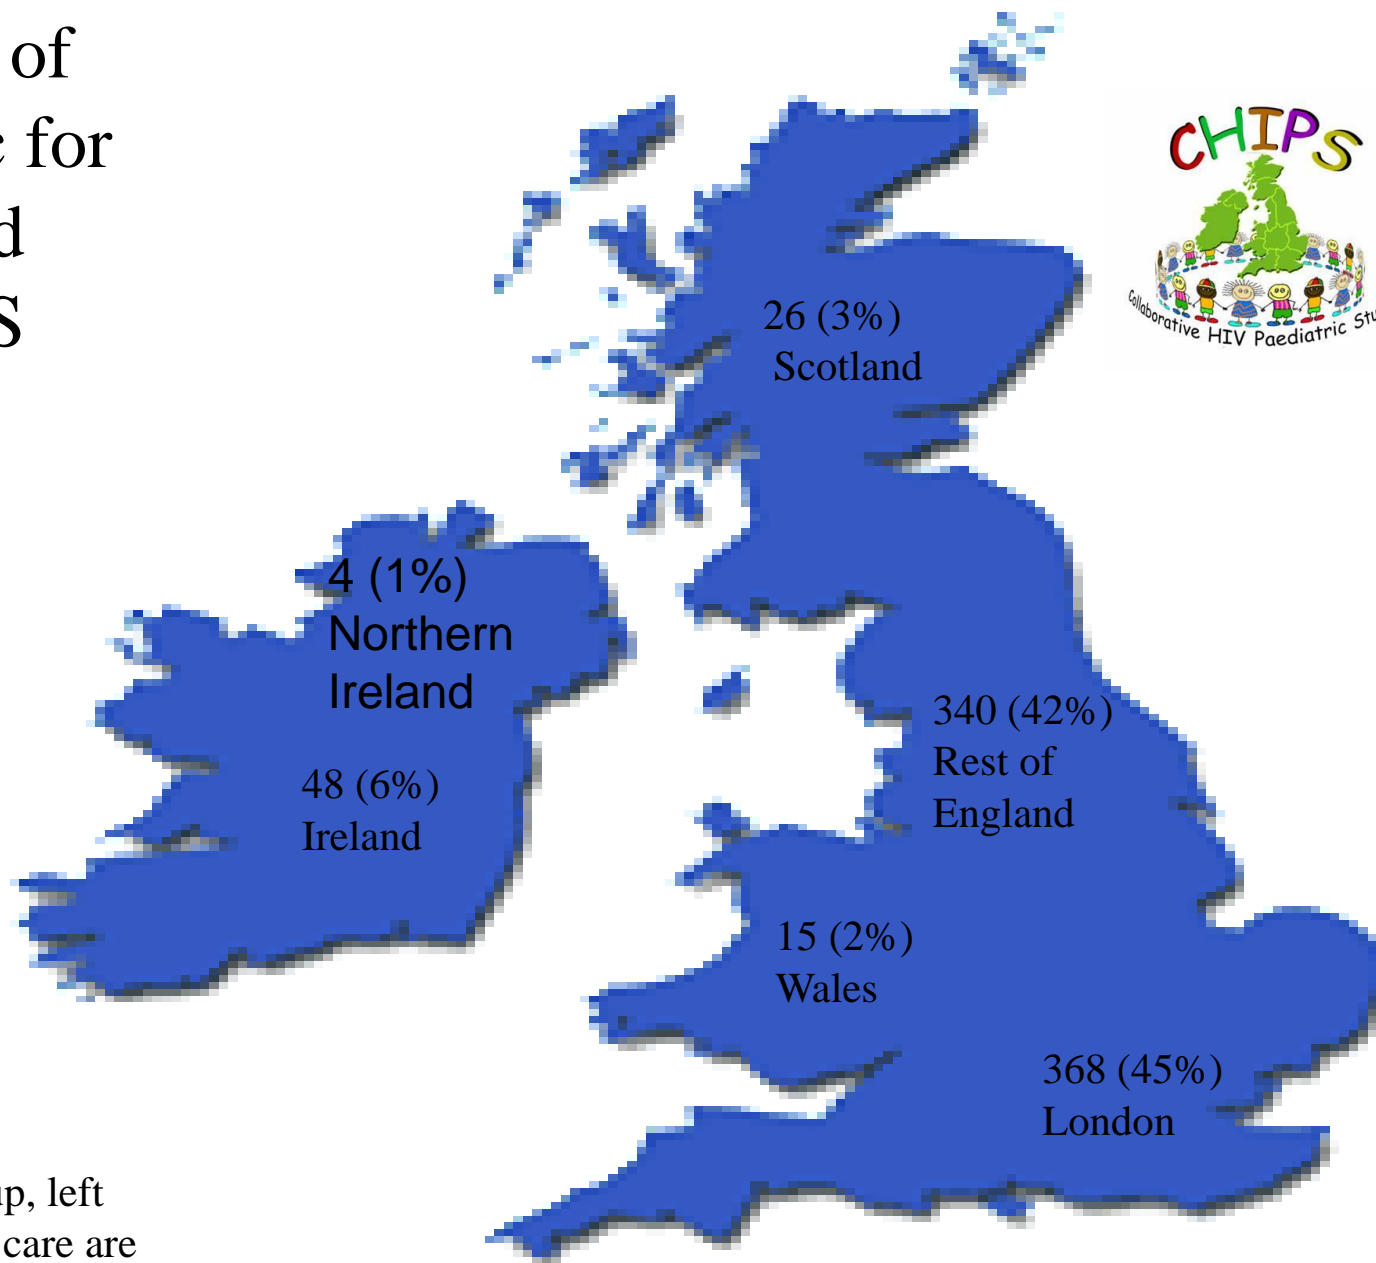 of
c for
d
S
CHIPS
Collaborative HIV Paediatric
26 (3%)
Scotland
4 (1%)
Northern
Ireland
48 (6%)
Ireland
340 (42%)
Rest of
England
15 (2%)
Wales
368 (45%)
London
up, left
care are